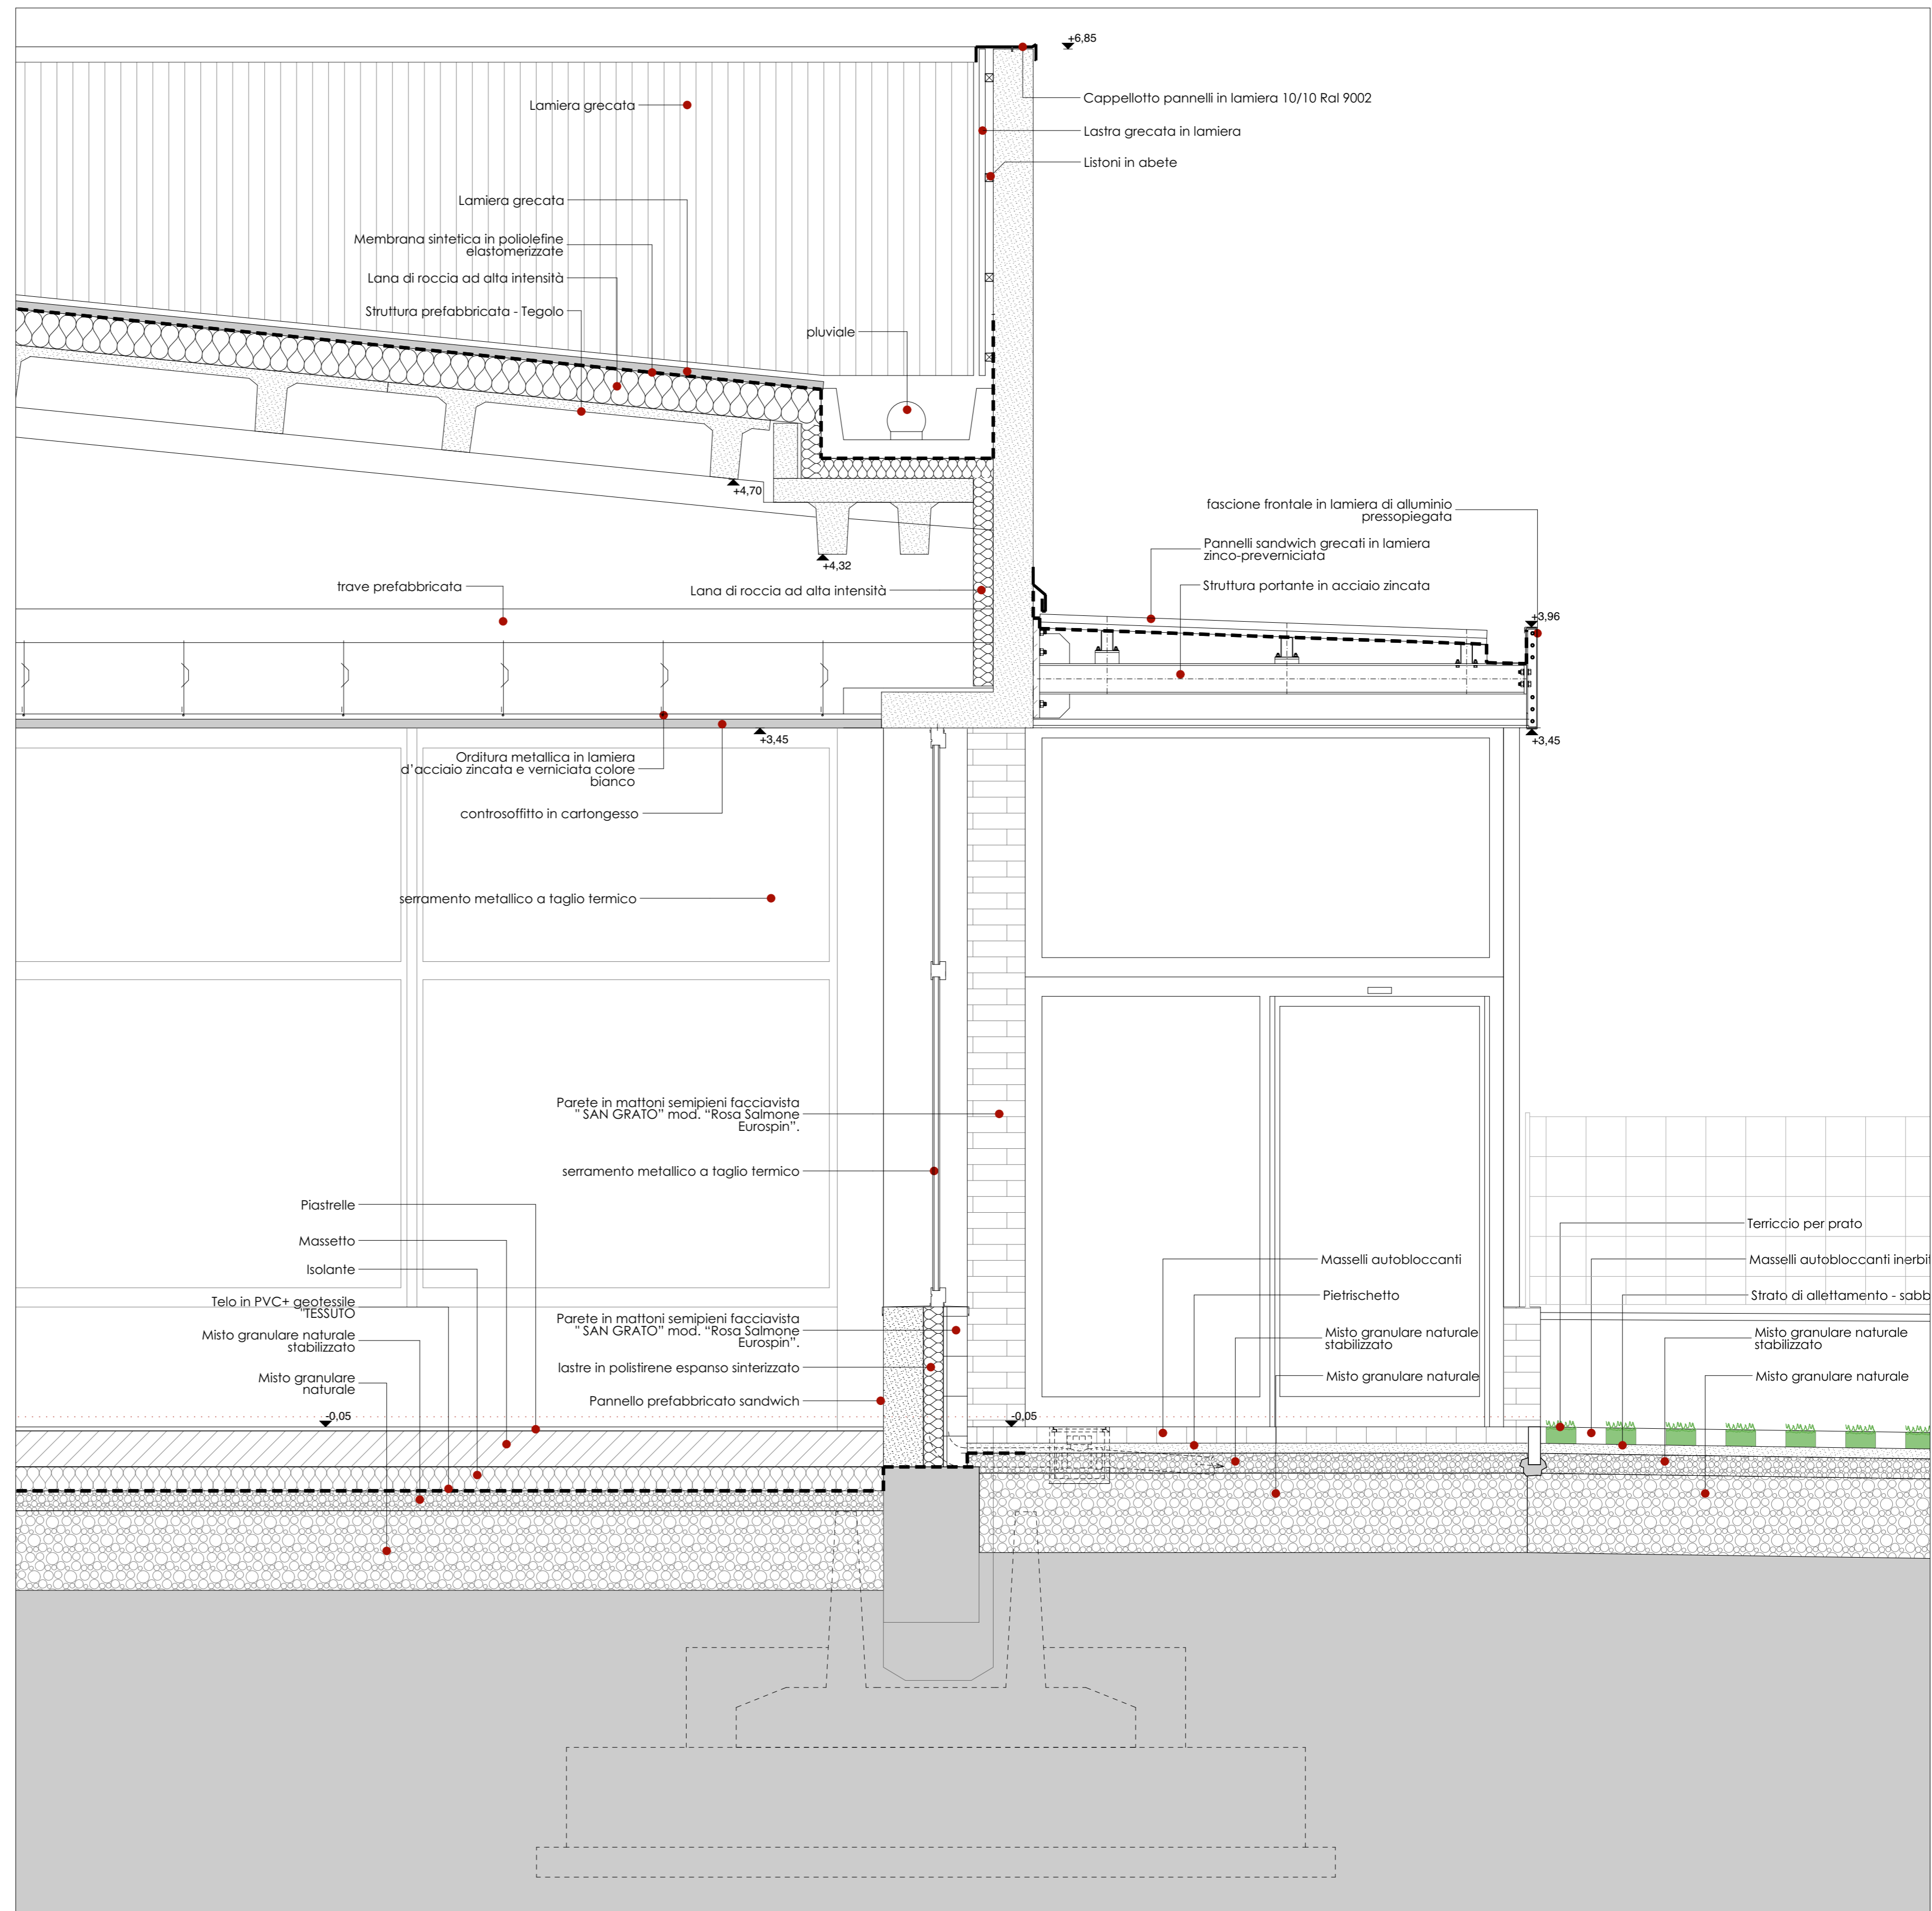 +6,85
Cappellotto pannelli in lamiera 10/10 Ral 9002
Lamiera grecata
Lastra grecata in lamiera
Listoni in abete
Lamiera grecata
Membrana sintetica in poliolefine
elastomerizzate
Lana di roccia ad alta intensità
Struttura prefabbricata - Tegolo
pluviale
+4,70
fascione frontale in lamiera di alluminio
pressopiegata
Pannelli sandwich grecati in lamiera
zinco-preverniciata
+4,32
Struttura portante in acciaio zincata
trave prefabbricata
Lana di roccia ad alta intensità
+3,96
+3,45
+3,45
Orditura metallica in lamiera
d'acciaio zincata e verniciata colore
bianco
controsoffitto in cartongesso
serramento metallico a taglio termico
Parete in mattoni semipieni facciavista
"SAN GRATO" mod. “Rosa Salmone
Eurospin”.
serramento metallico a taglio termico
Piastrelle
Massetto
Isolante
Telo in PVC+ geotessile
"TESSUTO
Misto granulare naturale
stabilizzato
Misto granulare
naturale
-0,05
Parete in mattoni semipieni facciavista
"SAN GRATO" mod. “Rosa Salmone
Eurospin”.
lastre in polistirene espanso sinterizzato
Pannello prefabbricato sandwich
-0,05
Masselli autobloccanti
Pietrischetto
Misto granulare naturale
stabilizzato
Misto granulare naturale
Terriccio per prato
Masselli autobloccanti inerbit
Strato di allettamento - sabb
Misto granulare naturale
stabilizzato
Misto granulare naturale